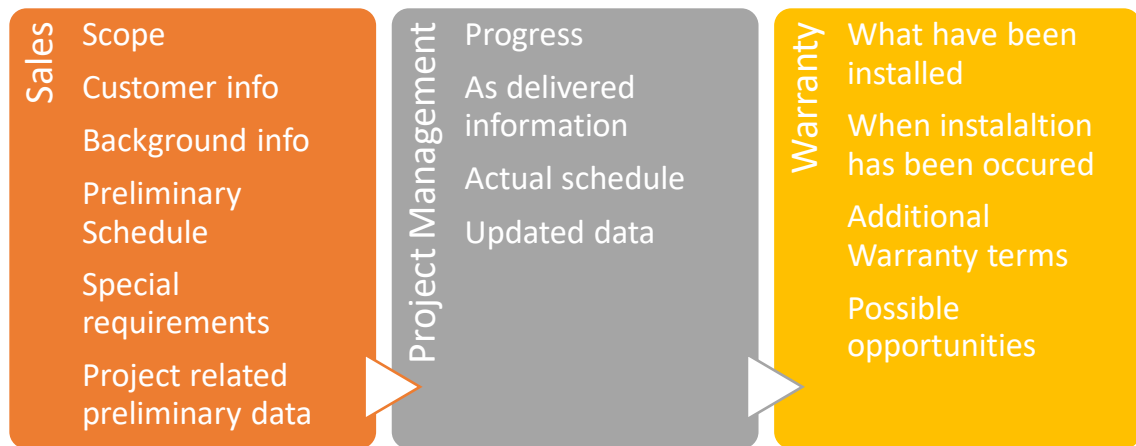 Sales
Scope
Customer info
Background info
Preliminary
Schedule
Special
requirements
Project related
preliminary data
Project Management
Progress
As delivered
information
Actual schedule
Updated data
Warranty
What have been
installed
When instalaltion
has been occured
Additional
Warranty terms
Possible
opportunities